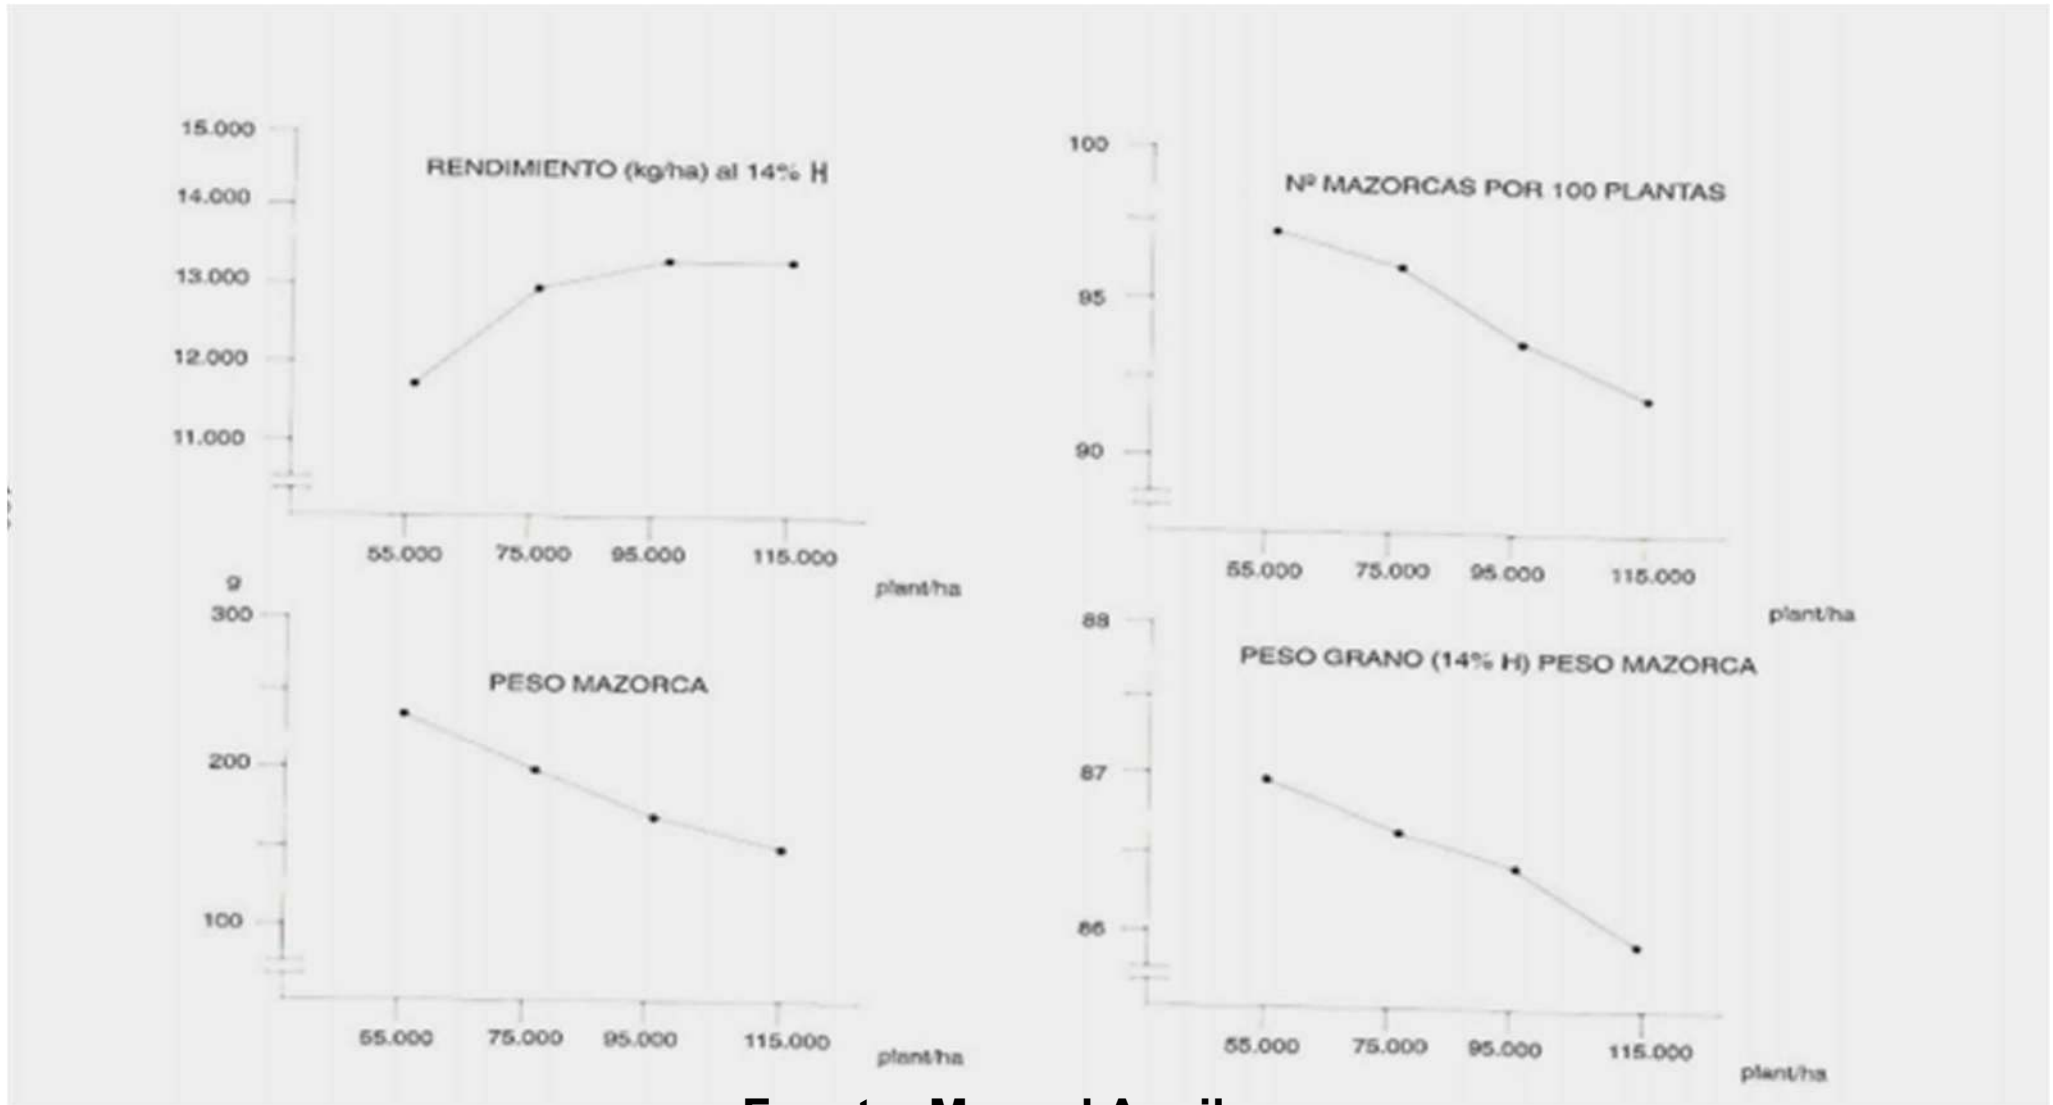 15.000
14.000
13.000
12.000
11.000
RENDIMIENTO (kg/ha) al 14% H
55.000 75.000 95.000 115.000
plant/ha
100
95
90
Nº MAZORCAS POR 100 PLANTAS
55.000 75.000 95.000 115.000
plant/ha
g
300
200
100
PESO MAZORCA
55.000 75.000 95.000 115.000
plant/ha
88
87
86
PESO GRANO (14% H) PESO MAZORCA
55.000 75.000 95.000 115.000
plant/ha